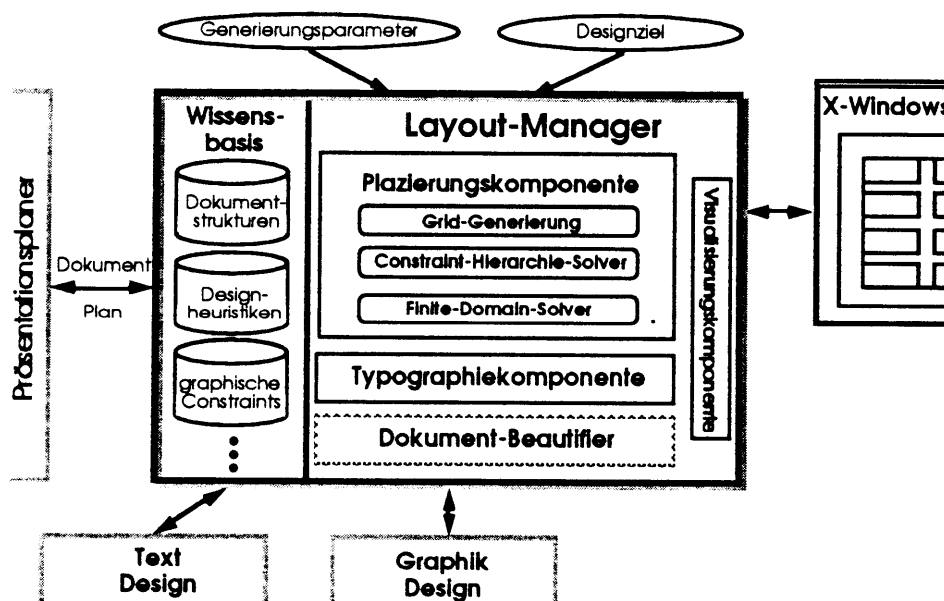 Generierungsparameter
Designziel
Präsentationsplaner
Dokument
Plan
Wissens-
basis
Dokument-
strukturen
Design-
heuristiken
graphische
Constraints
Layout-Manager
Plazierungskomponente
Grid-Generierung
Constraint-Hierarchie-Solver
Finite-Domain-Solver
Typographiekomponente
Dokument-Beautifier
Visualisierungskomponente
X-Windows
Text
Design
Graphik
Design